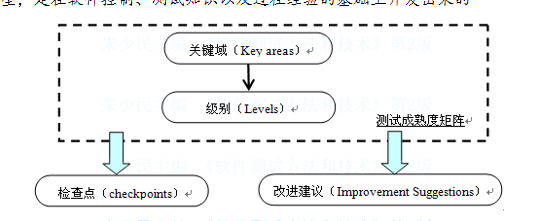 关键域（Key areas）
级别（Levels）
测试成熟度矩阵
检查点（checkpoints）
改进建议（Improvement Suggestions）